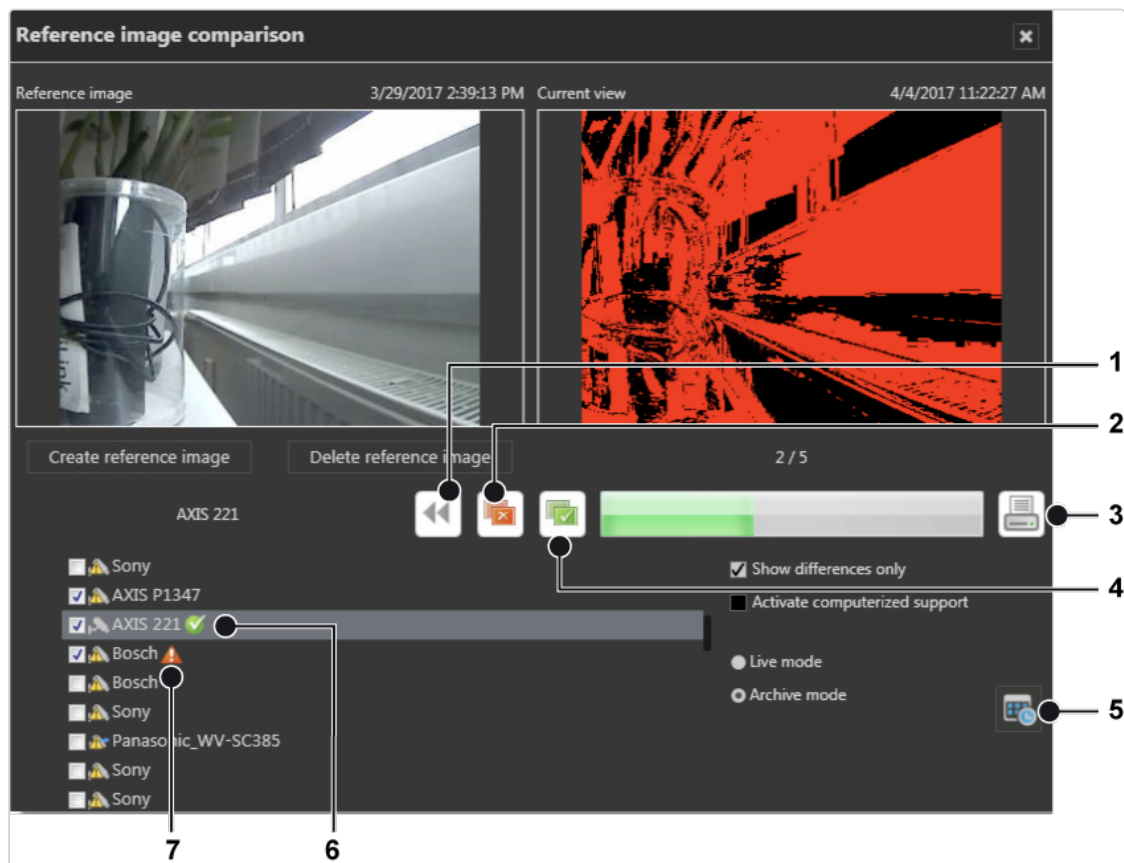 Reference image comparison
Reference image 3/29/2017 2:39:13 PM Current view 4/4/2017 11:22:27 AM
1
2
Create reference image Delete reference image 2 / 5
AXIS 221
3
Sony
Show differences only
4
AXIS P1347
Activate computerized support
AXIS 221
Bosch
Live mode
Bosch
Archive mode
Sony
5
Panasonic_WV-SC385
Sony
Sony
7 6